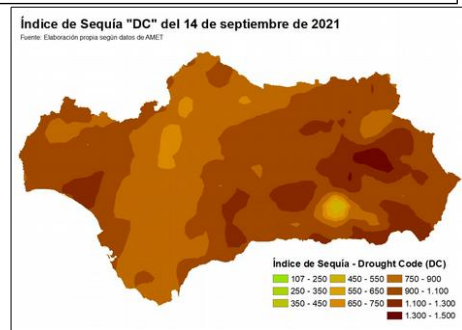 Índice de Sequía "DC" del 14 de septiembre de 2021
Fuente: Elaboración propia según datos de AMET
Índice de Sequía - Drought Code (DC)
107 - 250 450 - 550 750 - 900
250 - 350 550 - 650 900 - 1.100
350 - 450 650 - 750 1.100 - 1.300
1.300 - 1.500